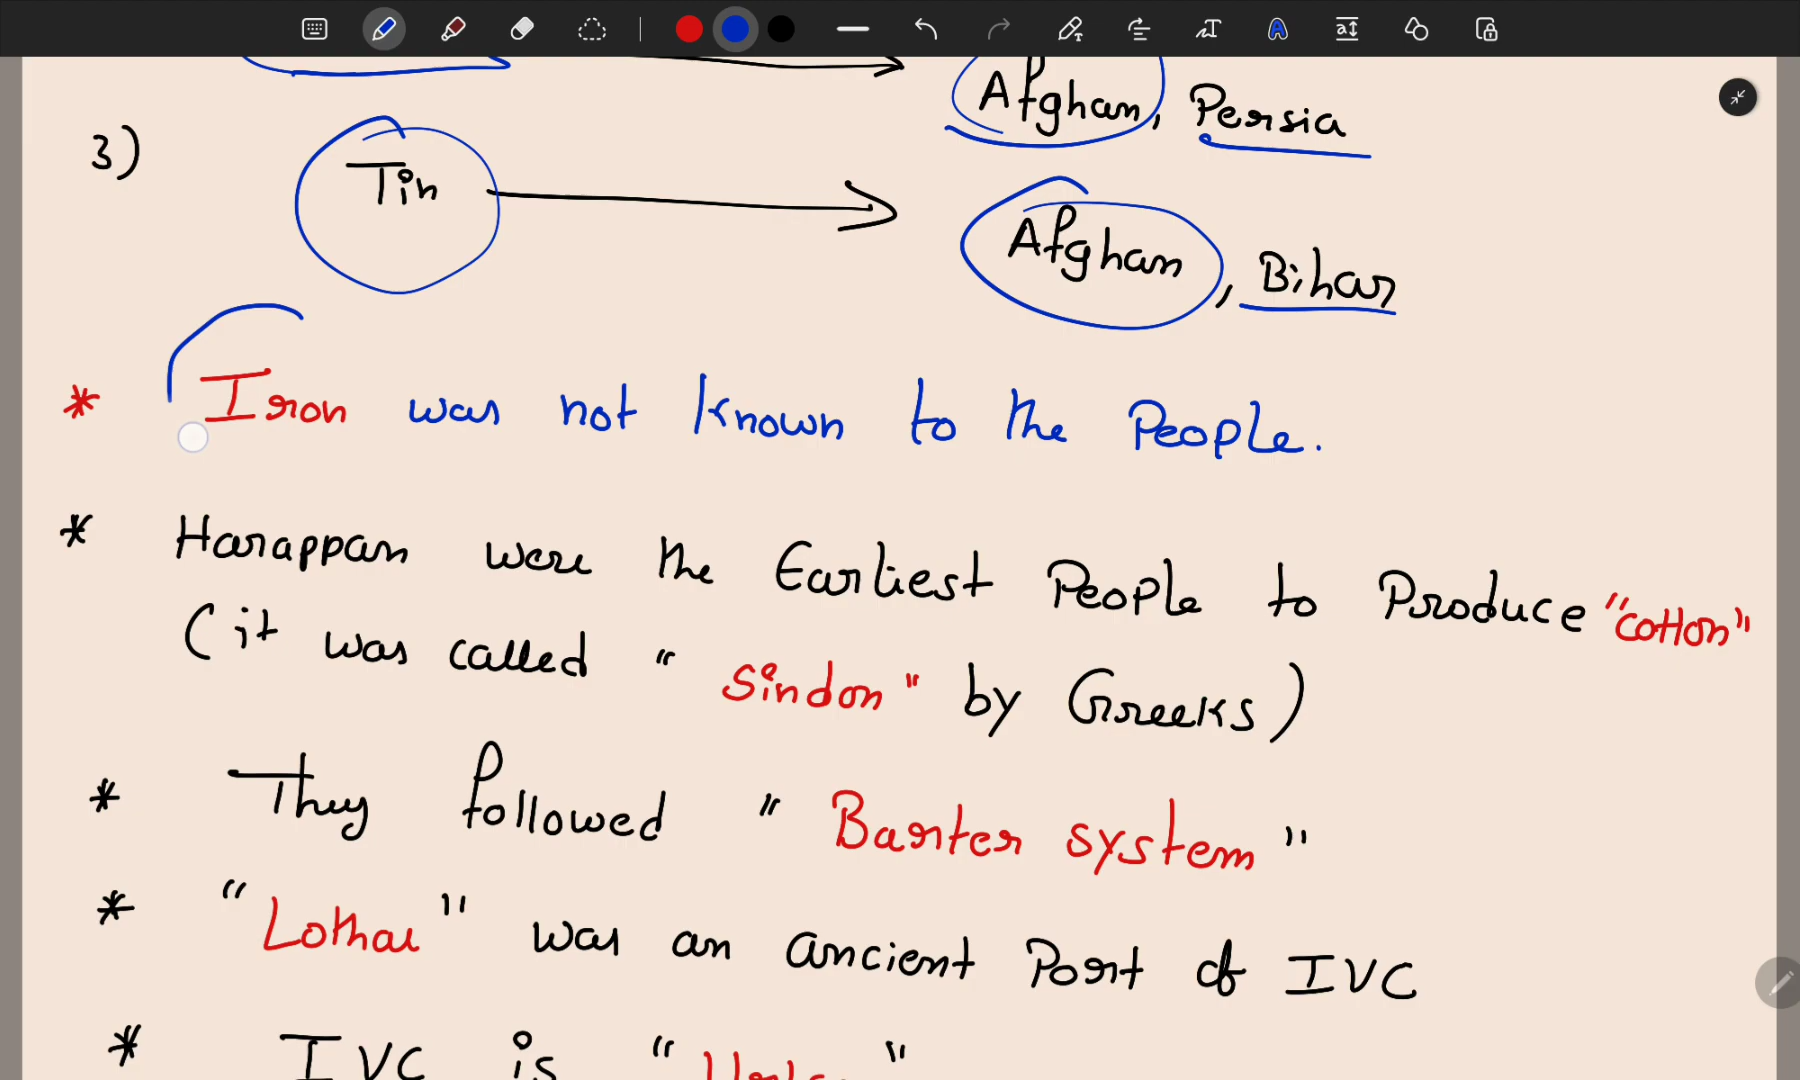 Afghan, Persia
3) Tin Afghan, Bihar
* Iron was not known to the People.
* Harappan were the Earliest People to Produce "cotton"
(it was called "Sindon" by Greeks)
* They followed "Barter system"
* "Lothal" was an ancient Port of IVC
* IVC is "